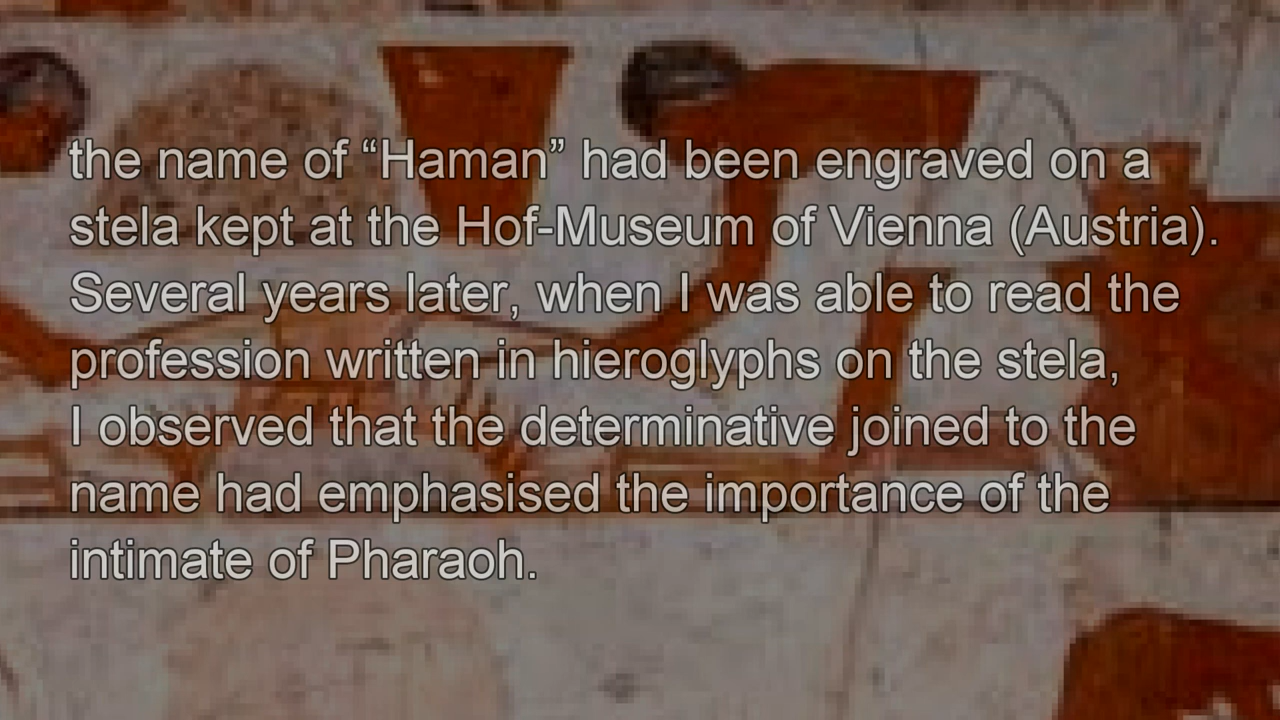 the name of “Haman” had been engraved on a
stela kept at the Hof-Museum of Vienna (Austria).
Several years later, when I was able to read the
profession written in hieroglyphs on the stela,
I observed that the determinative joined to the
name had emphasised the importance of the
intimate of Pharaoh.